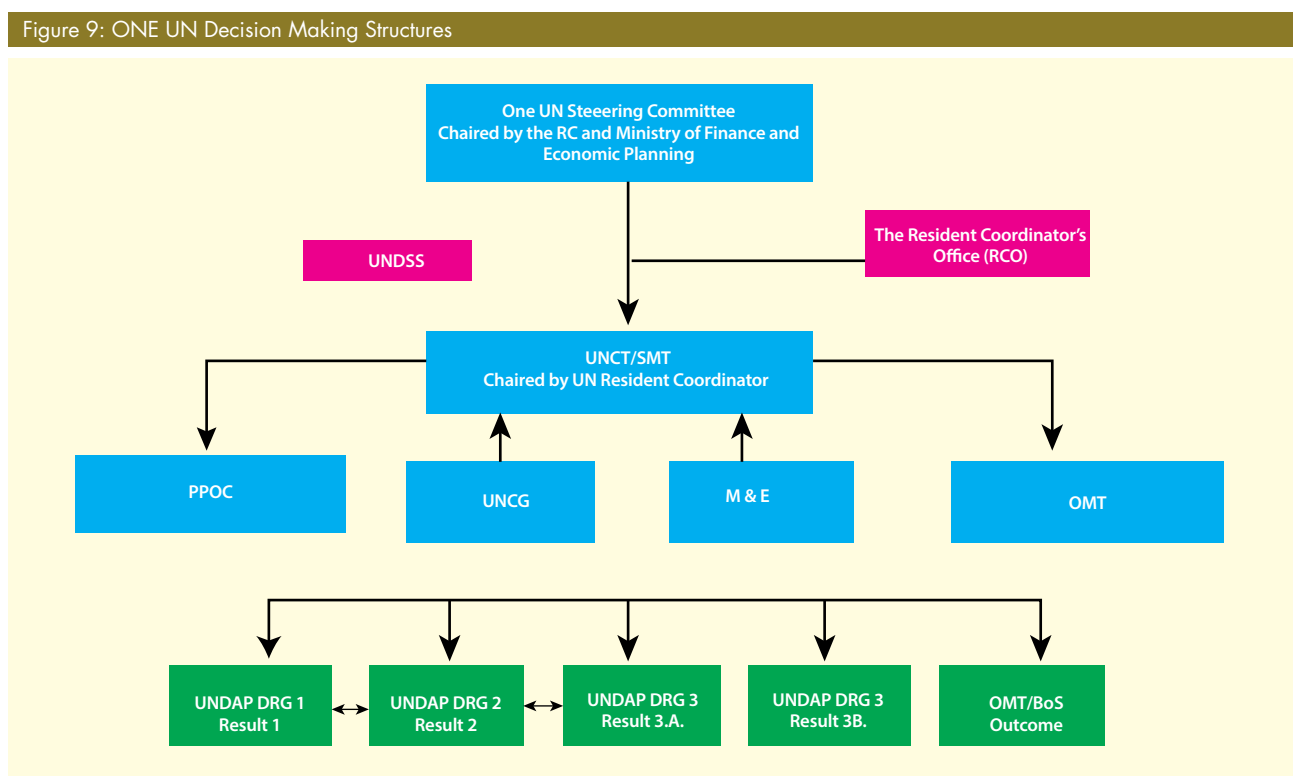 Figure 9: ONE UN Decision Making Structures
One UN Steeering Committee
Chaired by the RC and Ministry of Finance and
Economic Planning
The Resident Coordinator's
Office (RCO)
UNDSS
UNCT/SMT
Chaired by UN Resident Coordinator
PPOC
UNCG
M & E
OMT
UNDAP DRG 1
Result 1
UNDAP DRG 2
Result 2
UNDAP DRG 3
Result 3.A.
UNDAP DRG 3
Result 3B.
OMT/BoS
Outcome